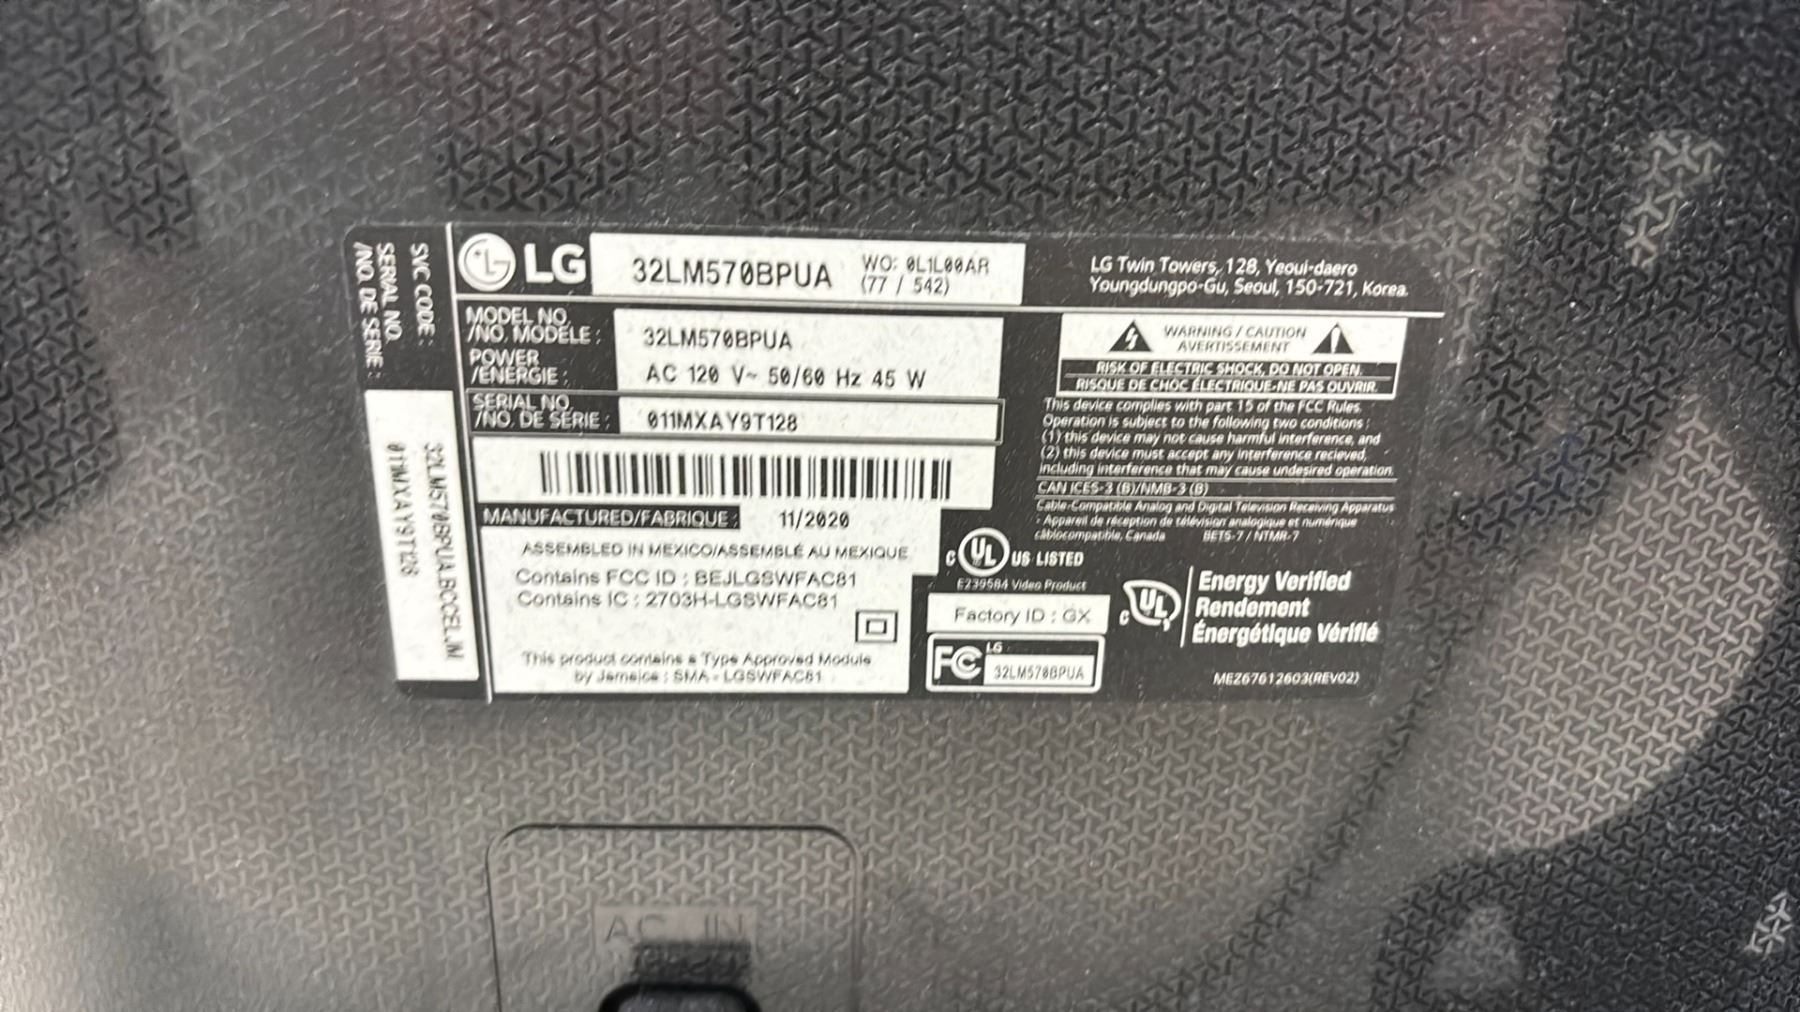 LG
32LM570BPUA
WO: 0L1L00AR
(77 / 542)
LG Twin Towers, 128, Yeoui-daero
Youngdungpo-Gu, Seoul, 150-721, Korea.
SVC CODE :
SERIAL NO.
/NO. DE SÉRIE :
32LM570BPUA.BCCELJM
011MXAY9T128
MODEL NO.
/NO. MODÈLE :
32LM570BPUA
POWER
/ÉNERGIE :
AC 120 V~ 50/60 Hz 45 W
SERIAL NO.
/NO. DE SÉRIE :
011MXAY9T128
MANUFACTURED/FABRIQUÉ :
11/2020
ASSEMBLED IN MEXICO/ASSEMBLÉ AU MEXIQUE
Contains FCC ID : BEJLGSWFAC81
Contains IC : 2703H-LGSWFAC81
This product contains a Type Approved Module
by Jamaica : SMA - LGSWFAC81
WARNING / CAUTION
AVERTISSEMENT
RISK OF ELECTRIC SHOCK, DO NOT OPEN.
RISQUE DE CHOC ÉLECTRIQUE-NE PAS OUVRIR.
This device complies with part 15 of the FCC Rules.
Operation is subject to the following two conditions :
(1) this device may not cause harmful interference, and
(2) this device must accept any interference recieved,
including interference that may cause undesired operation.
CAN ICES-3 (B)/NMB-3 (B)
Cable-Compatible Analog and Digital Television Receiving Apparatus
- Appareil de réception de télévision analogique et numérique
câblocompatible, Canada BETS-7 / NTMR-7
C UL US LISTED
E239584 Video Product
Factory ID : GX
FC
LG
32LM570BPUA
C UL
Energy Verified
Rendement
Énergétique Vérifié
MEZ67612603(REV02)
AC IN